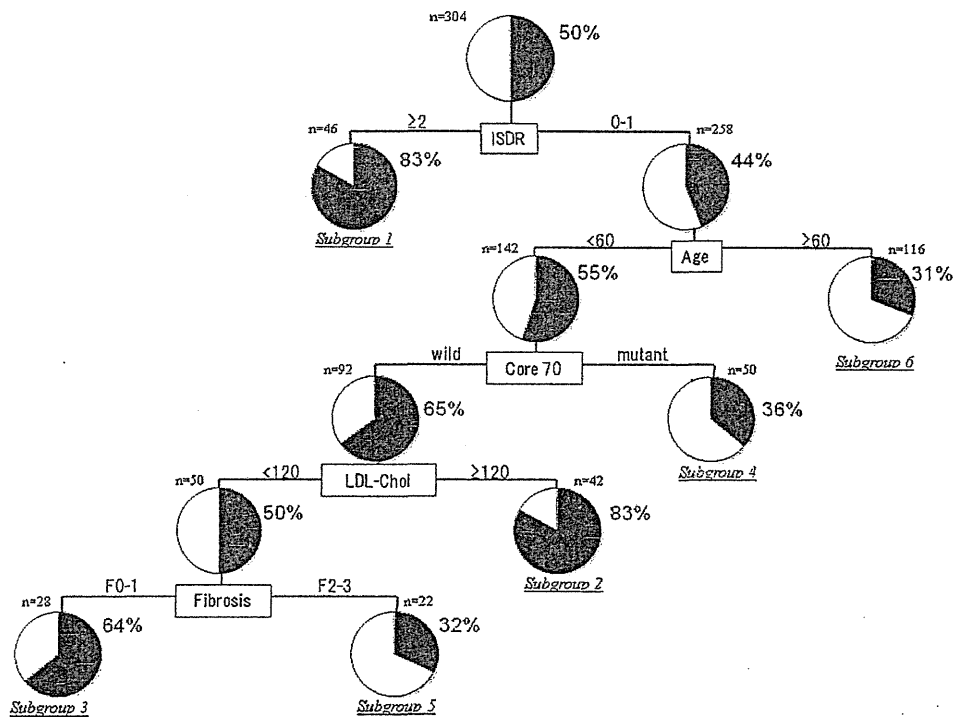 n=304
50%
ISDR
≥2
0-1
n=46
83%
Subgroup 1
n=258
44%
Age
<60
≥60
n=142
55%
n=116
31%
Subgroup 6
Core 70
wild
mutant
n=92
65%
n=50
36%
Subgroup 4
LDL-Chol
<120
≥120
n=50
50%
n=42
83%
Subgroup 2
Fibrosis
F0-1
F2-3
n=28
64%
Subgroup 3
n=22
32%
Subgroup 5